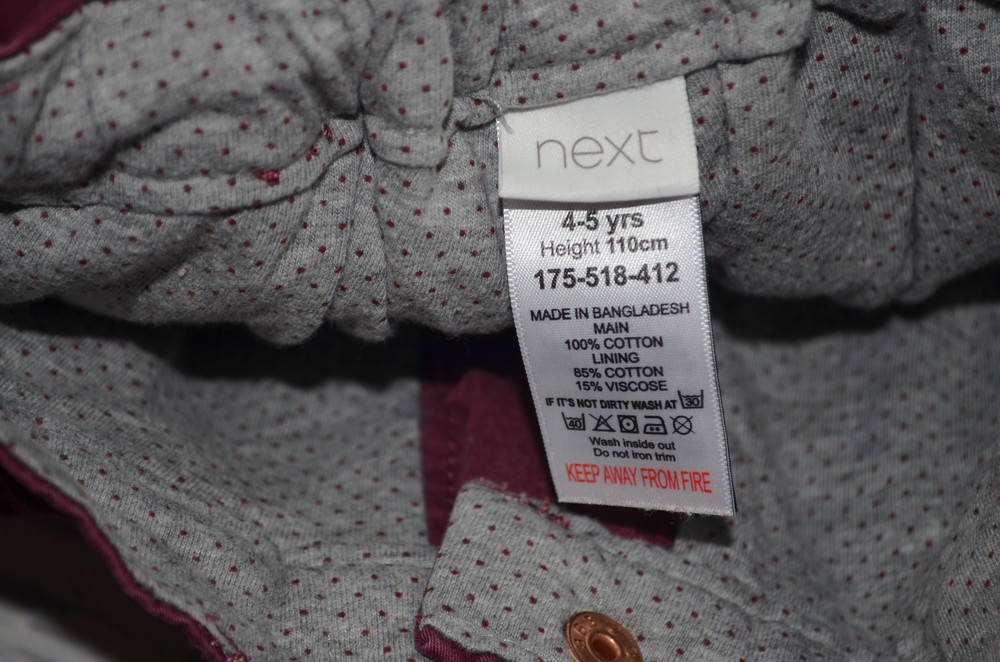 next
4-5 yrs
Height 110cm
175-518-412
MADE IN BANGLADESH
MAIN
100% COTTON
LINING
85% COTTON
15% VISCOSE
IF IT'S NOT DIRTY WASH AT 30
40
Wash inside out
Do not iron trim
KEEP AWAY FROM FIRE